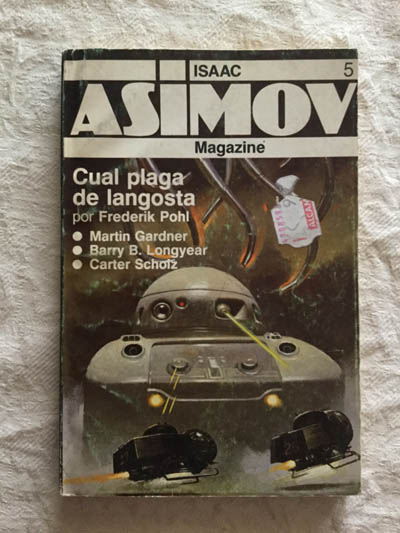 ISAAC
5
ASIMOV
Magazine
Cual plaga
de langosta
por Frederik Pohl
Martin Gardner
Barry B. Longyear
Carter Scholz